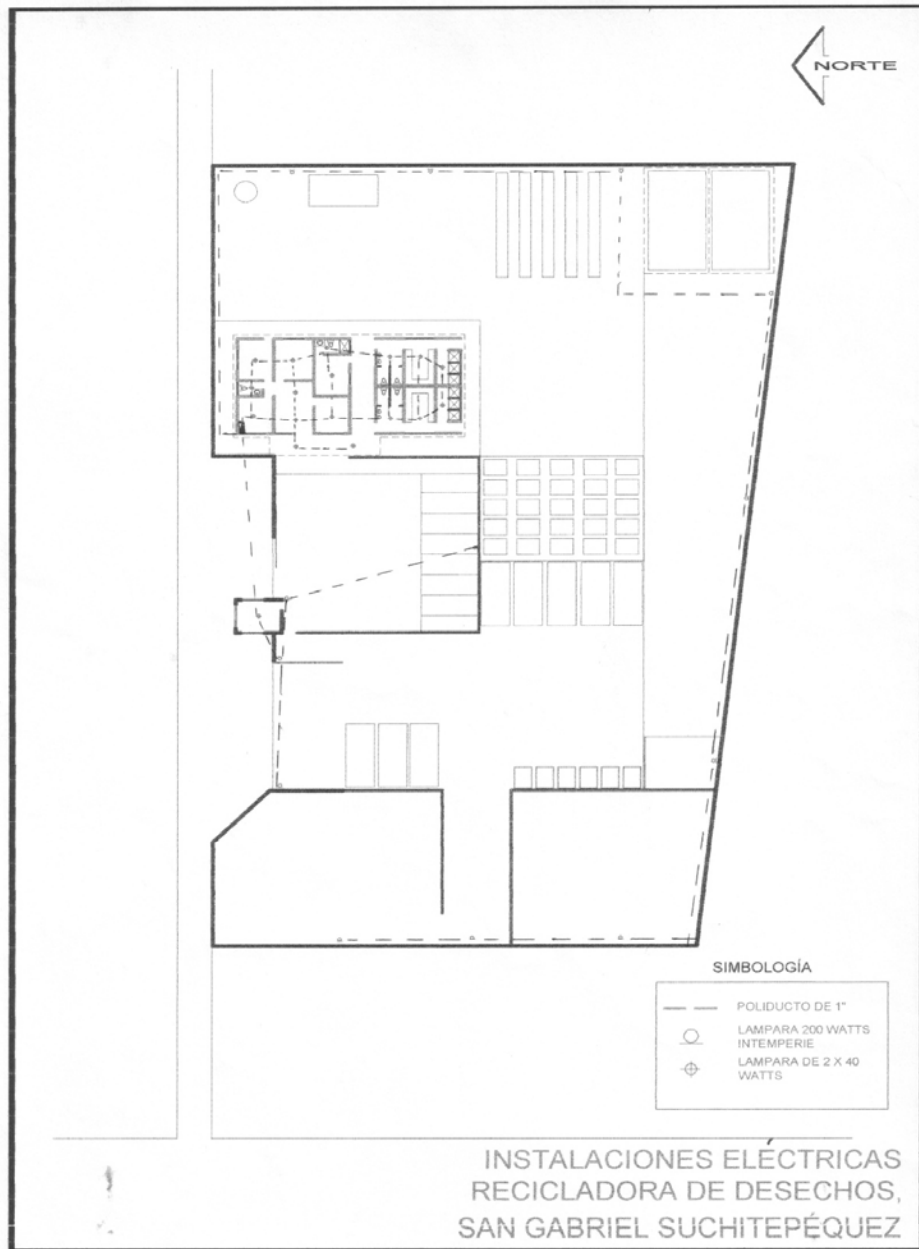 NORTE
SIMBOLOGÍA
POLIDUCTO DE 1"
LAMPARA 200 WATTS
INTEMPERIE
LAMPARA DE 2 X 40
WATTS
INSTALACIONES ELÉCTRICAS
RECICLADORA DE DESECHOS,
SAN GABRIEL SUCHITEPÉQUEZ